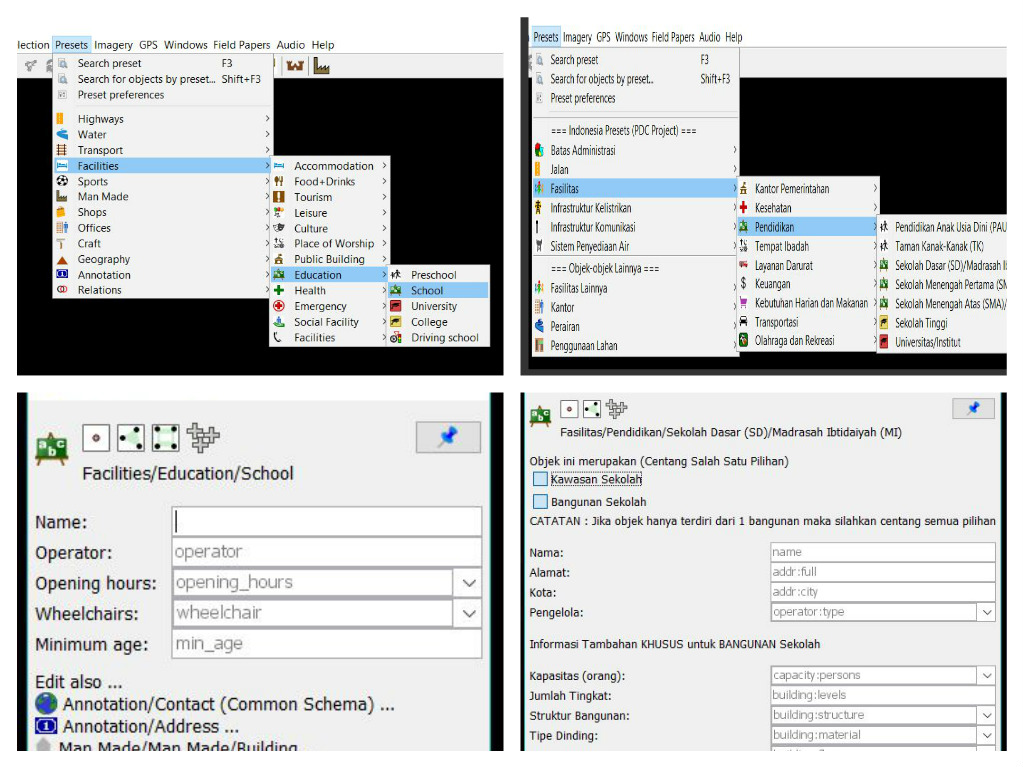 lection Presets Imagery GPS Windows Field Papers Audio Help
Search preset F3
Search for objects by preset... Shift+F3
Preset preferences
Highways
Water
Transport
Facilities
Sports
Man Made
Shops
Offices
Craft
Geography
Annotation
Relations
Accommodation
Food+Drinks
Tourism
Leisure
Culture
Place of Worship
Public Building
Education
Health
Emergency
Social Facility
Facilities
Preschool
School
University
College
Driving school
Presets Imagery GPS Windows Field Papers Audio Help
Search preset F3
Search for objects by preset... Shift+F3
Preset preferences
=== Indonesia Presets (PDC Project) ===
Batas Administrasi
Jalan
Fasilitas
Infrastruktur Kelistrikan
Infrastruktur Komunikasi
Sistem Penyediaan Air
=== Objek-objek Lainnya ===
Fasilitas Lainnya
Kantor
Perairan
Penggunaan Lahan
Kantor Pemerintahan
Kesehatan
Pendidikan
Tempat Ibadah
Layanan Darurat
Keuangan
Kebutuhan Harian dan Makanan
Transportasi
Olahraga dan Rekreasi
Pendidikan Anak Usia Dini (PAU
Taman Kanak-Kanak (TK)
Sekolah Dasar (SD)/Madrasah I
Sekolah Menengah Pertama (SM
Sekolah Menengah Atas (SMA)/
Sekolah Tinggi
Universitas/Institut
Facilities/Education/School
Name:
Operator: operator
Opening hours: opening_hours
Wheelchairs: wheelchair
Minimum age: min_age
Edit also ...
Annotation/Contact (Common Schema) ...
Annotation/Address ...
Man Made/Man Made/Building
Fasilitas/Pendidikan/Sekolah Dasar (SD)/Madrasah Ibtidaiyah (MI)
Objek ini merupakan (Centang Salah Satu Pilihan)
Kawasan Sekolah
Bangunan Sekolah
CATATAN : Jika objek hanya terdiri dari 1 bangunan maka silahkan centang semua pilihan
Nama: name
Alamat: addr:full
Kota: addr:city
Pengelola: operator:type
Informasi Tambahan KHUSUS untuk BANGUNAN Sekolah
Kapasitas (orang): capacity:persons
Jumlah Tingkat: building:levels
Struktur Bangunan: building:structure
Tipe Dinding: building:material